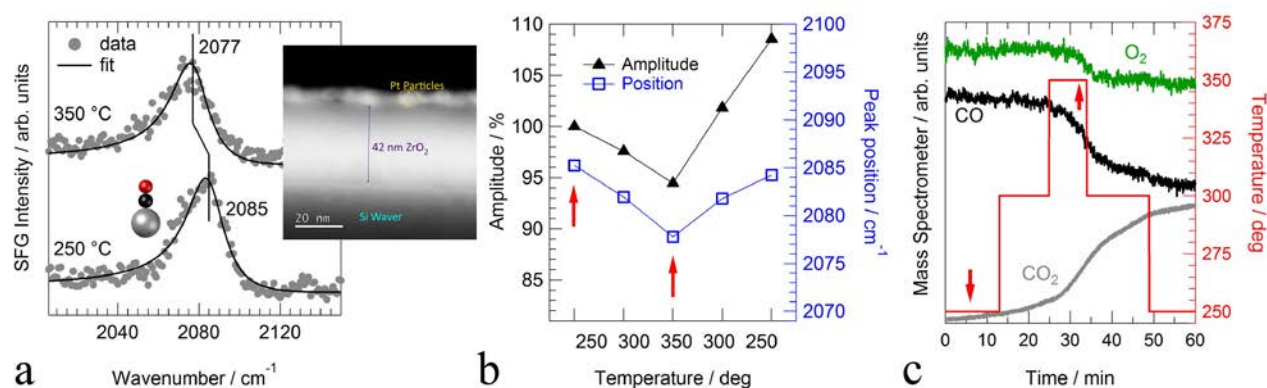 data
fit
2077
350 °C
2085
250 °C
SFG Intensity / arb. units
2040
2080
2120
Wavenumber / cm-1
a
Pt Particles
42 nm ZrO2
Si Waver
20 nm
110
105
100
95
90
85
Amplitude / %
Amplitude
Position
2100
2095
2090
2085
2080
2075
2070
Peak position / cm-1
250 300 350 300 250
Temperature / deg
b
Mass Spectrometer / arb. units
O2
CO
CO2
375
350
325
300
275
250
Temperature / deg
0 10 20 30 40 50 60
Time / min
c